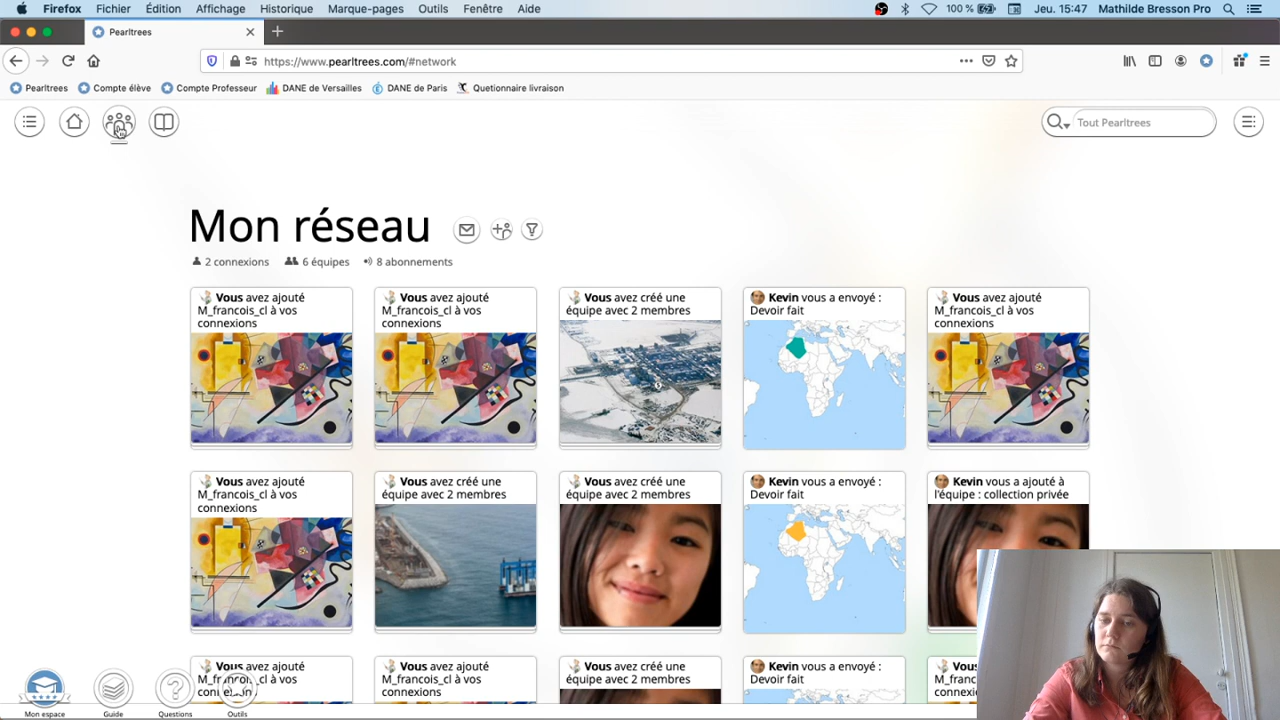 Firefox Fichier Édition Affichage Historique Marque-pages Outils Fenêtre Aide 100 % Jeu. 15:47 Mathilde Bresson Pro
Pearltrees
https://www.pearltrees.com/#network
Pearltrees Compte élève Compte Professeur DANE de Versailles DANE de Paris Quetionnaire livraison
Tout Pearltrees
Mon réseau
2 connexions 6 équipes 8 abonnements
Vous avez ajouté
M_francois_cl à vos
connexions
Vous avez ajouté
M_francois_cl à vos
connexions
Vous avez créé une
équipe avec 2 membres
Kevin vous a envoyé :
Devoir fait
Vous avez ajouté
M_francois_cl à vos
connexions
Vous avez ajouté
M_francois_cl à vos
connexions
Vous avez créé une
équipe avec 2 membres
Vous avez créé une
équipe avec 2 membres
Kevin vous a envoyé :
Devoir fait
Kevin vous a ajouté à
l'équipe : collection privée
Vous avez ajouté
M_francois_cl à vos
connexions
Vous avez ajouté
M_francois_cl à vos
connexions
Vous avez créé une
équipe avec 2 membres
Kevin vous a envoyé :
Devoir fait
Mon espace Guide Questions Outils